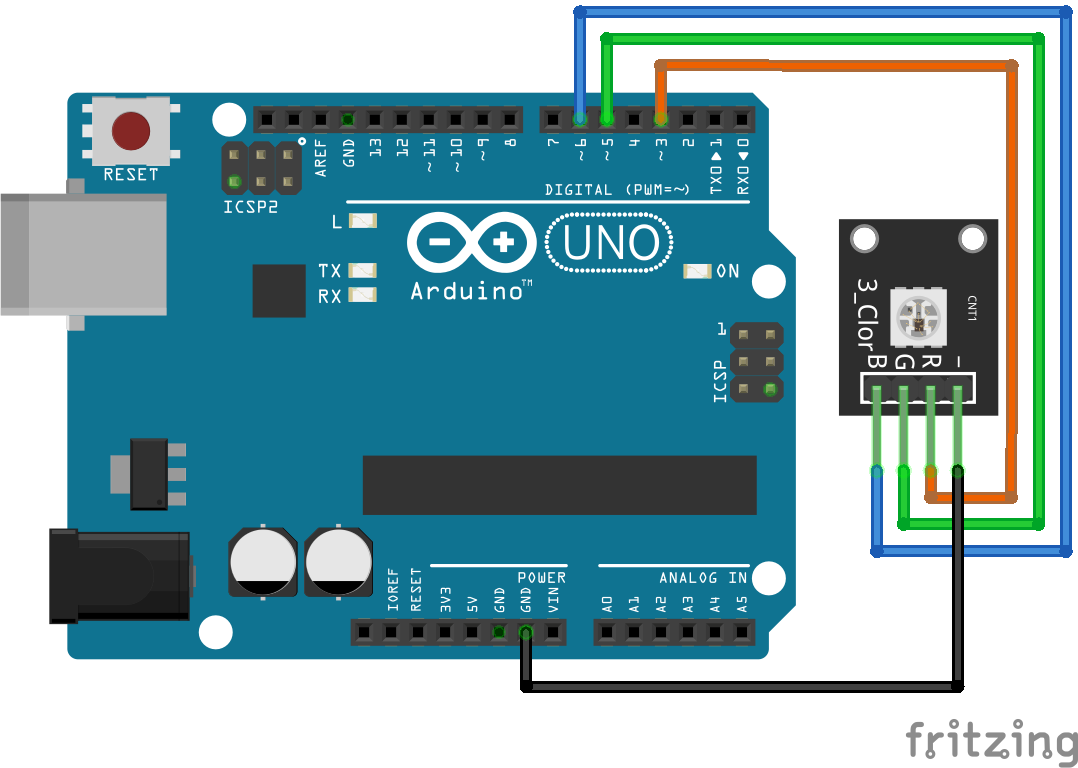 RESET
ICSP2
AREF
GND
13
12
~11
~10
~9
8
7
~6
~5
4
~3
2
TX0▶1
RX0◀0
DIGITAL (PWM=~)
L
TX
RX
Arduino™
UNO
ON
1
ICSP
3_Clor
CNT1
B
G
R
-
IOREF
RESET
3V3
5V
GND
GND
VIN
POWER
ANALOG IN
A0
A1
A2
A3
A4
A5
fritzing